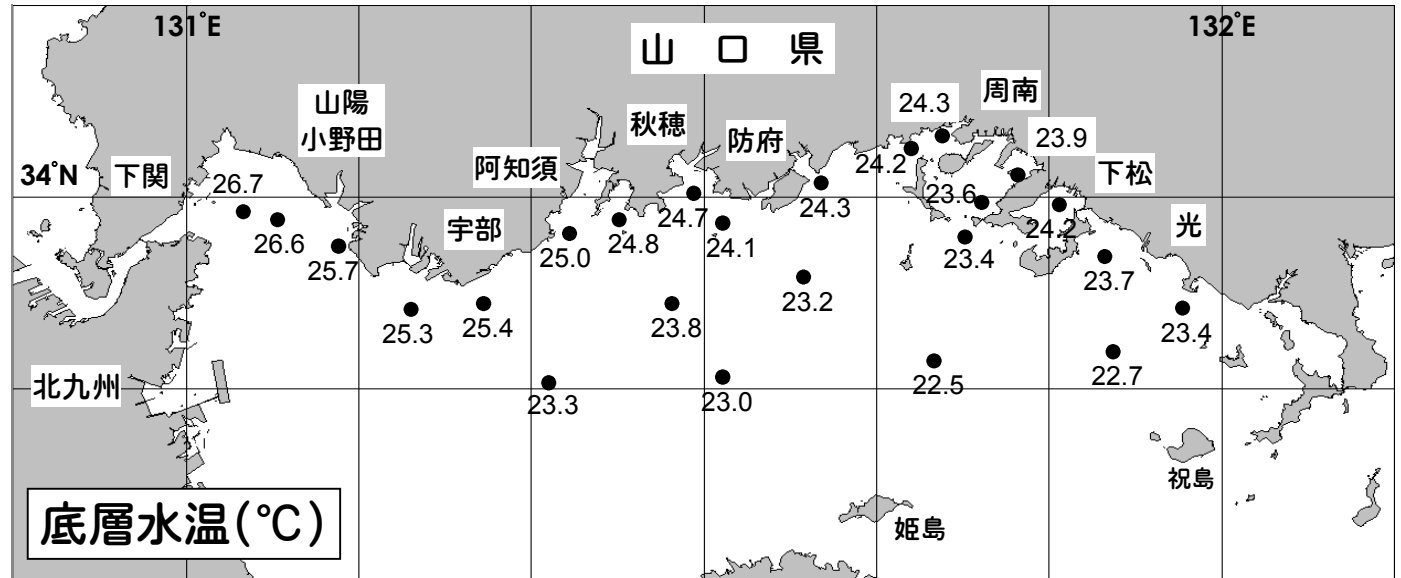 131°E
132°E
山 口 県
山陽
小野田
秋穂
防府
24.3
周南
23.9
34°N
下関
26.7
阿知須
24.2
下松
26.6
25.7
宇部
25.0
24.8
24.7
24.1
24.3
23.6
23.4
24.2
光
23.7
25.3
25.4
23.8
23.2
23.4
北九州
23.3
23.0
22.5
22.7
祝島
姫島
底層水温(℃)